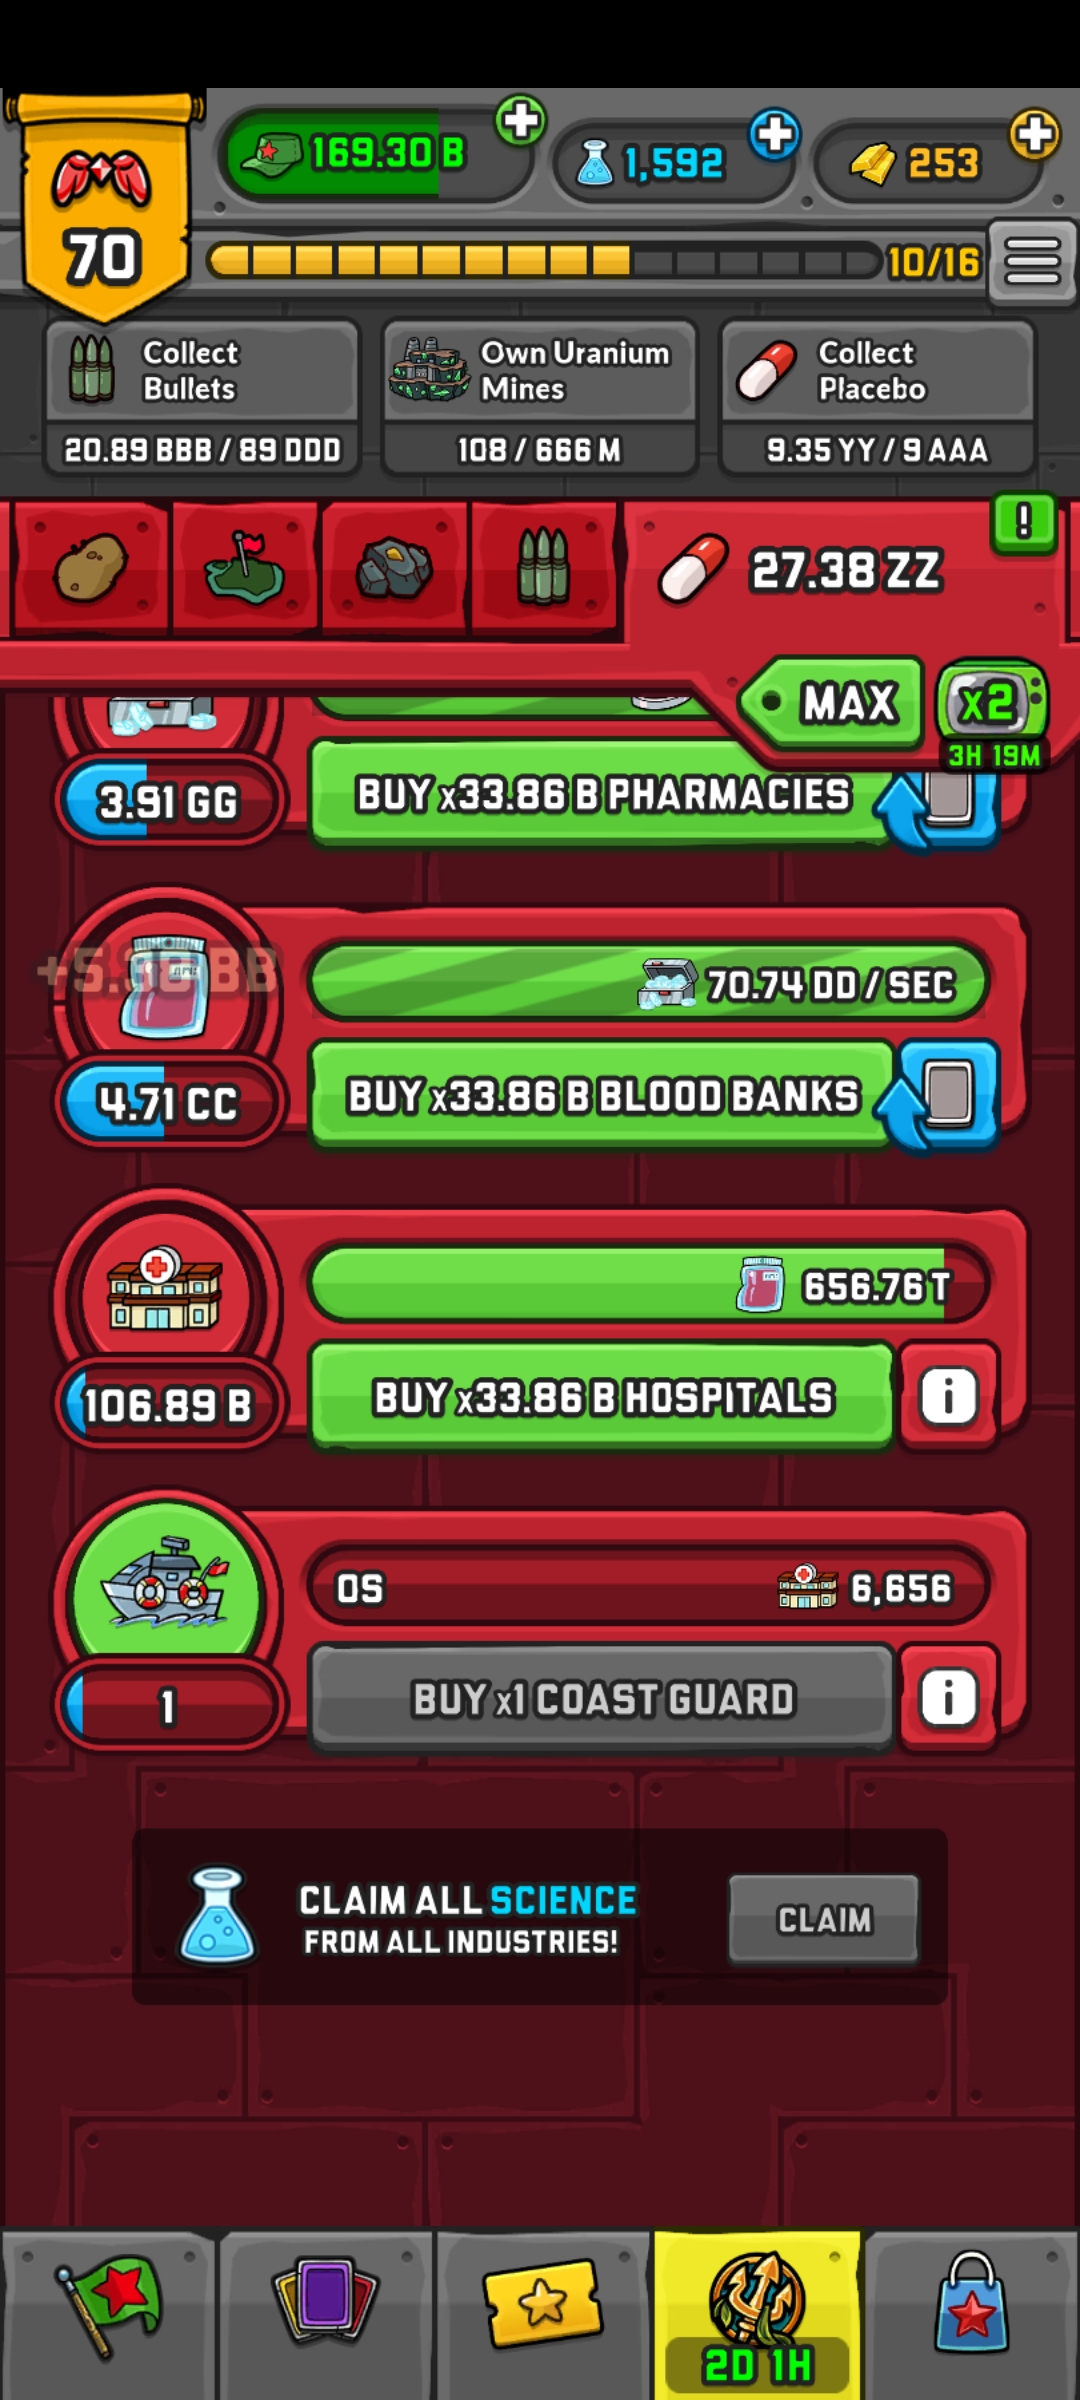 169.30 B
1,592
253
70
10/16
Collect
Bullets
20.89 BBB / 89 DDD
Own Uranium
Mines
108 / 666 M
Collect
Placebo
9.35 YY / 9 AAA
!
27.38 ZZ
MAX
x2
3H 19M
3.91 GG
BUY x33.86 B PHARMACIES
70.74 DD / SEC
4.71 CC
BUY x33.86 B BLOOD BANKS
656.76 T
106.89 B
BUY x33.86 B HOSPITALS
i
0S
6,656
1
BUY x1 COAST GUARD
i
CLAIM ALL SCIENCE
FROM ALL INDUSTRIES!
CLAIM
2D 1H